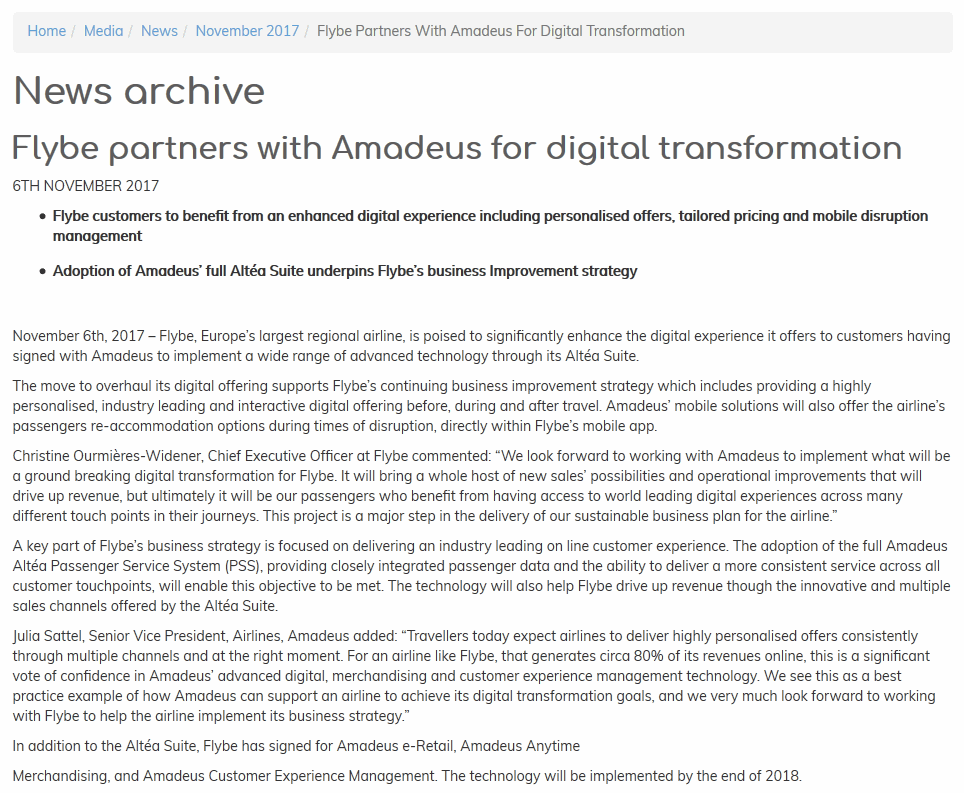 Home / Media / News / November 2017 / Flybe Partners With Amadeus For Digital Transformation
News archive
Flybe partners with Amadeus for digital transformation
6TH NOVEMBER 2017
• Flybe customers to benefit from an enhanced digital experience including personalised offers, tailored pricing and mobile disruption
management
• Adoption of Amadeus’ full Altéa Suite underpins Flybe’s business Improvement strategy
November 6th, 2017 – Flybe, Europe’s largest regional airline, is poised to significantly enhance the digital experience it offers to customers having
signed with Amadeus to implement a wide range of advanced technology through its Altéa Suite.
The move to overhaul its digital offering supports Flybe’s continuing business improvement strategy which includes providing a highly
personalised, industry leading and interactive digital offering before, during and after travel. Amadeus’ mobile solutions will also offer the airline’s
passengers re-accommodation options during times of disruption, directly within Flybe’s mobile app.
Christine Ourmières-Widener, Chief Executive Officer at Flybe commented: “We look forward to working with Amadeus to implement what will be
a ground breaking digital transformation for Flybe. It will bring a whole host of new sales’ possibilities and operational improvements that will
drive up revenue, but ultimately it will be our passengers who benefit from having access to world leading digital experiences across many
different touch points in their journeys. This project is a major step in the delivery of our sustainable business plan for the airline.”
A key part of Flybe’s business strategy is focused on delivering an industry leading on line customer experience. The adoption of the full Amadeus
Altéa Passenger Service System (PSS), providing closely integrated passenger data and the ability to deliver a more consistent service across all
customer touchpoints, will enable this objective to be met. The technology will also help Flybe drive up revenue though the innovative and multiple
sales channels offered by the Altéa Suite.
Julia Sattel, Senior Vice President, Airlines, Amadeus added: “Travellers today expect airlines to deliver highly personalised offers consistently
through multiple channels and at the right moment. For an airline like Flybe, that generates circa 80% of its revenues online, this is a significant
vote of confidence in Amadeus’ advanced digital, merchandising and customer experience management technology. We see this as a best
practice example of how Amadeus can support an airline to achieve its digital transformation goals, and we very much look forward to working
with Flybe to help the airline implement its business strategy.”
In addition to the Altéa Suite, Flybe has signed for Amadeus e-Retail, Amadeus Anytime
Merchandising, and Amadeus Customer Experience Management. The technology will be implemented by the end of 2018.